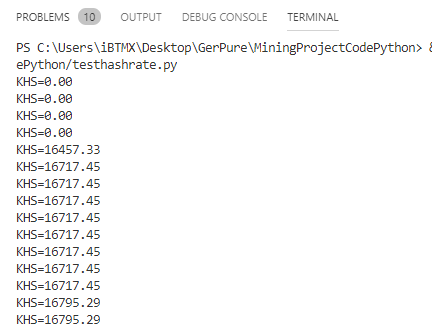 PROBLEMS 10 OUTPUT DEBUG CONSOLE TERMINAL
PS C:\Users\iBTMX\Desktop\GerPure\MiningProjectCodePython> &
ePython/testhashrate.py
KHS=0.00
KHS=0.00
KHS=0.00
KHS=0.00
KHS=16457.33
KHS=16717.45
KHS=16717.45
KHS=16717.45
KHS=16717.45
KHS=16717.45
KHS=16717.45
KHS=16717.45
KHS=16717.45
KHS=16795.29
KHS=16795.29